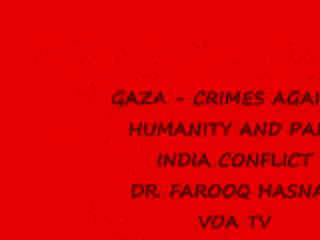 GAZA - CRIMES AGAI
HUMANITY AND PA
INDIA CONFLICT
DR. FAROOQ HASNA
VOA TV